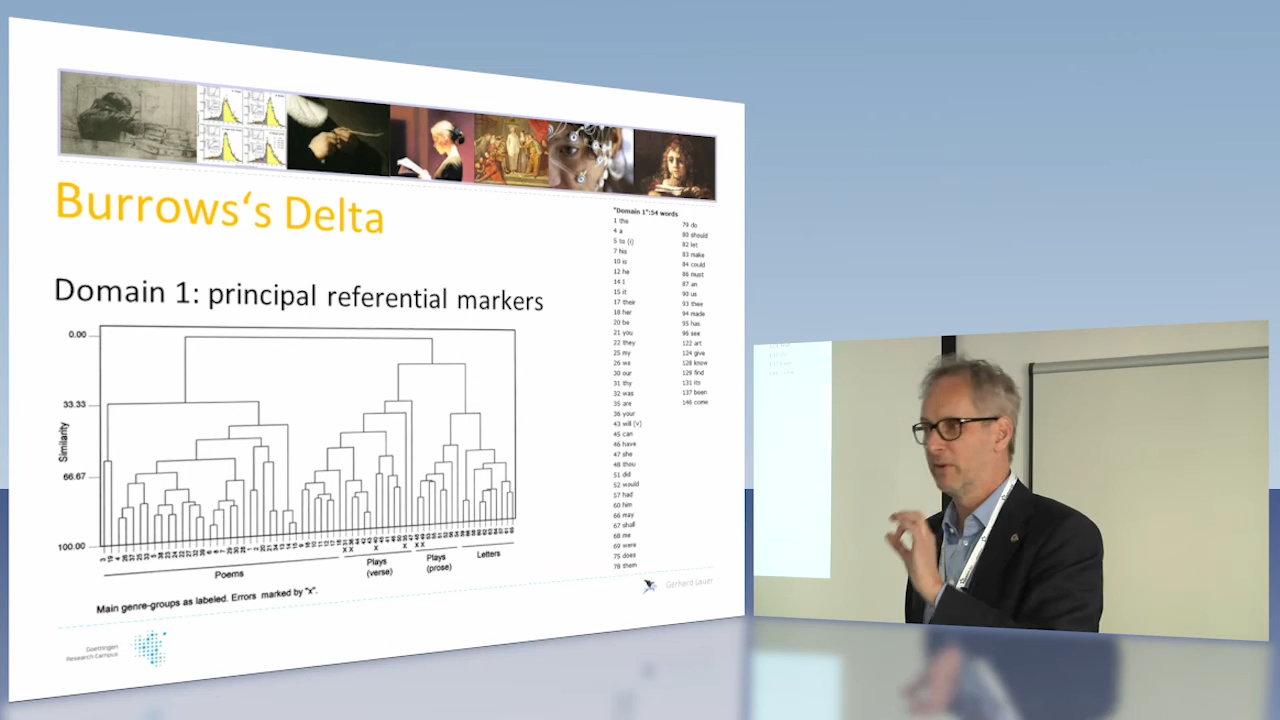 Burrows‘s Delta
Domain 1: principal referential markers
0.00
33.33
66.67
100.00
Similarity
Poems
Plays
(verse)
Plays
(prose)
Letters
Main genre-groups as labeled. Errors marked by "x".
"Domain 1":54 words
1 the
4 a
5 to (i)
7 his
10 is
12 he
14 I
15 it
17 their
18 her
20 be
21 you
22 they
25 my
26 we
30 our
31 thy
32 was
35 are
36 your
43 will (v)
45 can
46 have
47 she
48 thou
51 did
52 would
57 had
60 him
66 may
67 shall
68 me
69 were
75 does
78 them
79 do
80 should
82 let
83 make
84 could
86 must
87 an
90 us
93 thee
94 made
95 has
96 see
122 art
124 give
128 know
129 find
131 its
137 been
146 come
Gerhard Lauer
Goettingen
Research Campus